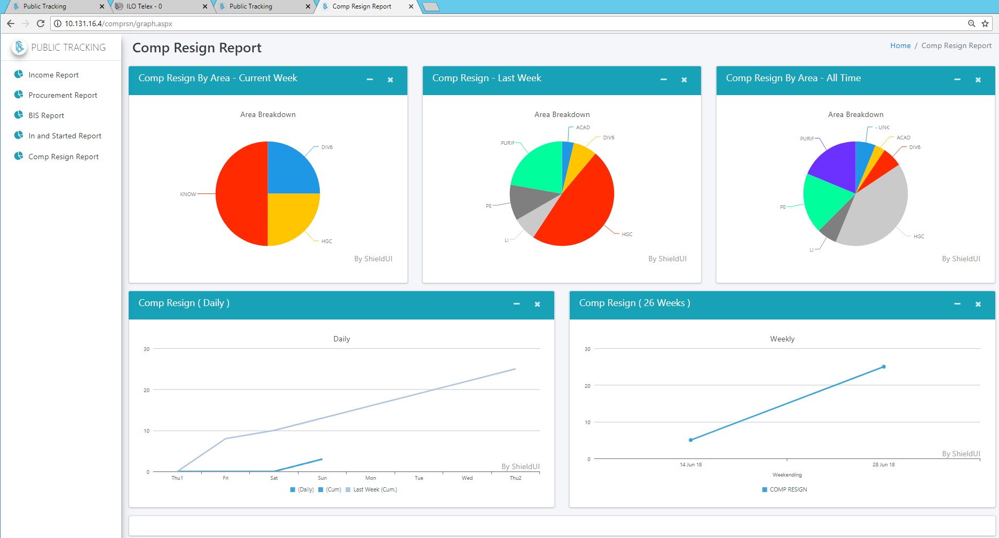 Public Tracking
ILO Telex - 0
Public Tracking
Comp Resign Report
10.131.16.4/comprsn/graph.aspx
PUBLIC TRACKING
Income Report
Procurement Report
BIS Report
In and Started Report
Comp Resign Report
Comp Resign Report
Home / Comp Resign Report
Comp Resign By Area - Current Week
Area Breakdown
DIV6
KNOW
HGC
By ShieldUI
Comp Resign - Last Week
Area Breakdown
ACAD
DIV6
PURIF
PE
HGC
LI
By ShieldUI
Comp Resign By Area - All Time
Area Breakdown
- UNK
ACAD
PURIF
DIV6
PE
HGC
LI
By ShieldUI
Comp Resign ( Daily )
Daily
30
20
10
0
By ShieldUI
Thu1 Fri Sat Sun Mon Tue Wed Thu2
(Daily) (Cum) Last Week (Cum.)
Comp Resign ( 26 Weeks )
Weekly
30
20
10
0
By ShieldUI
14 Jun 18 28 Jun 18
Weekending
COMP RESIGN